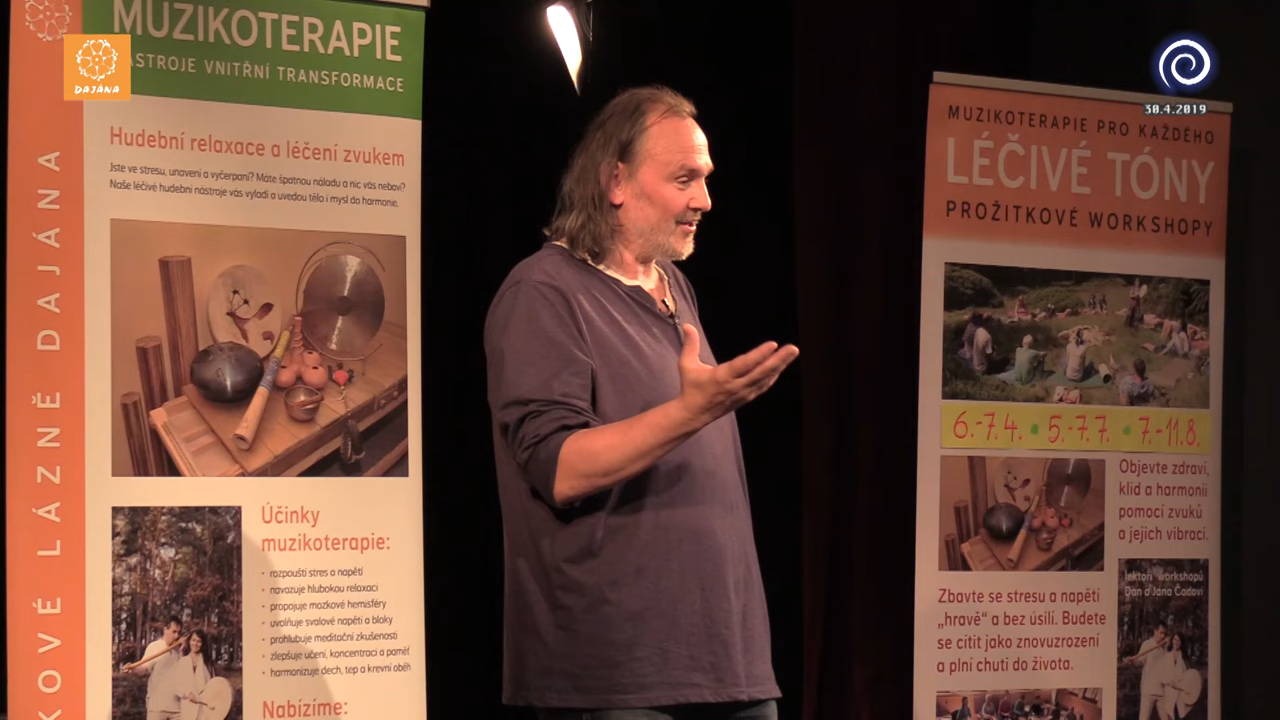 MUZIKOTERAPIE
ÁSTROJE VNITŘNÍ TRANSFORMACE
DAJÁNA
Hudební relaxace a léčení zvukem
Jste ve stresu, unavení a vyčerpaní? Máte špatnou náladu a nic vás nebaví?
Naše léčivé hudební nástroje vás vyladí a uvedou tělo i mysl do harmonie.
KOVÉ LÁZNĚ DAJÁNA
Účinky
muzikoterapie:
• rozpouští stres a napětí
• navozuje hlubokou relaxaci
• propojuje mozkové hemisféry
• uvolňuje svalové napětí a bloky
• prohlubuje meditační zkušenosti
• zlepšuje učení, koncentraci a paměť
• harmonizuje dech, tep a krevní oběh
Nabízíme:
30.4.2019
MUZIKOTERAPIE PRO KAŽDÉHO
LÉČIVÉ TÓNY
PROŽITKOVÉ WORKSHOPY
6.-7.4. • 5.-7.7. • 7.-11.8.
Objevte zdraví,
klid a harmonii
pomocí zvuků
a jejich vibrací.
lektoři workshopů
Dan a Jana Čadovi
Zbavte se stresu a napětí
„hravě“ a bez úsilí. Budete
se cítit jako znovuzrození
a plní chuti do života.